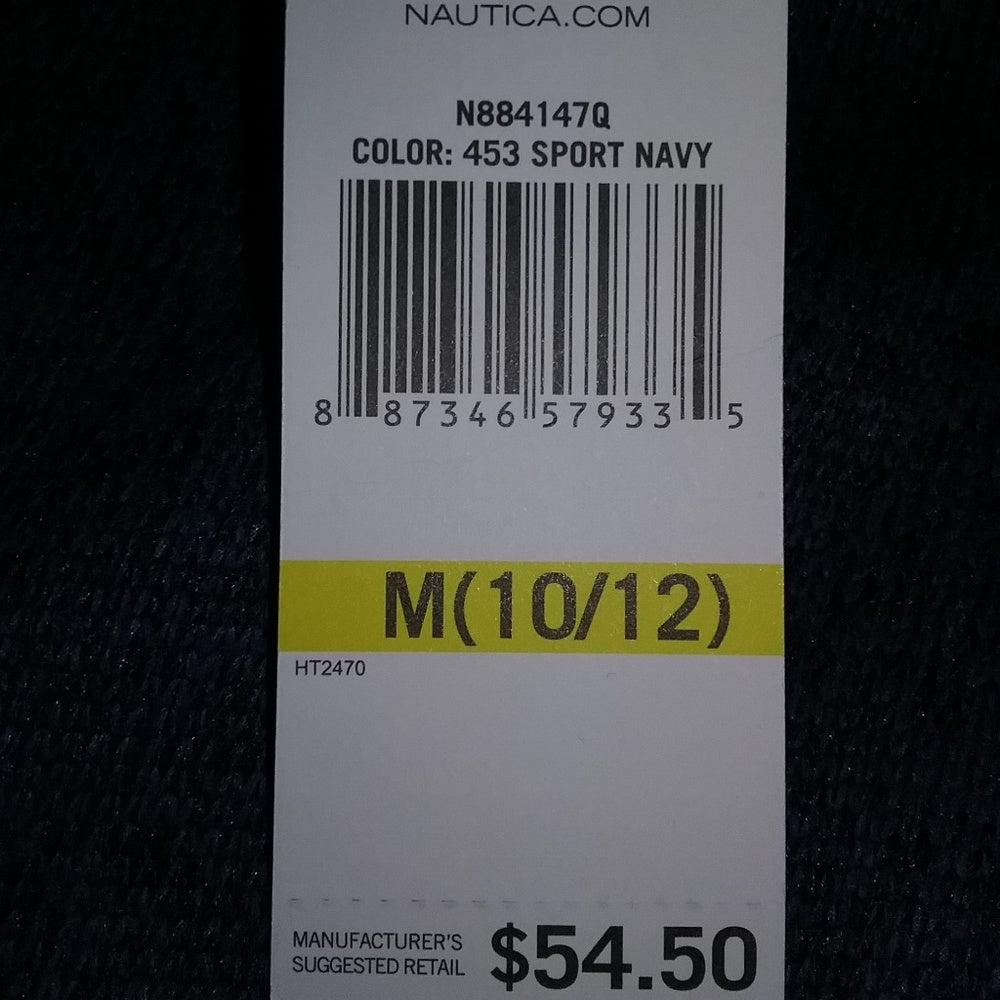 NAUTICA.COM
N884147Q
COLOR: 453 SPORT NAVY
8 87346 57933 5
M(10/12)
HT2470
MANUFACTURER'S
SUGGESTED RETAIL $54.50